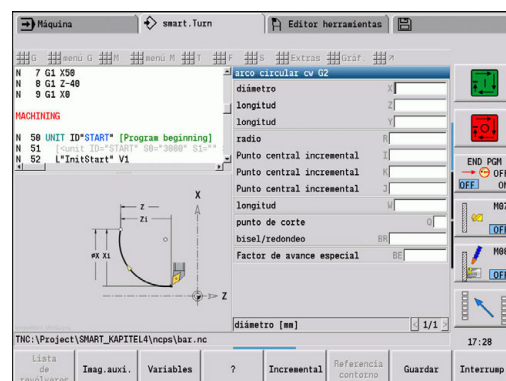 Máquina
smart.Turn
Editor herramientas
G menú G M menú M T F S Extras Gráf.
N 7 G1 X50
N 8 G1 Z-40
N 9 G1 X0
MACHINING
N 50 UNIT ID"START" [Program beginning]
N 51 [<unit ID="START" S0="3000" S1=""
N 52 L"InitStart" V1
arco circular cw G2
diámetro X
longitud Z
longitud Y
radio R
Punto central incremental I
Punto central incremental K
Punto central incremental J
longitud W
punto de corte Q
bisel/redondeo BR
Factor de avance especial BE
diámetro [mm] 1/1
X
Z
Zi
øX Xi
Z
END PGM
OFF
OFF ON
M07
OFF
M08
OFF
TNC:\Project\SMART_KAPITEL4\ncps\bar.nc
17:28
Lista de revólveres
Imag.auxi.
Variables
?
Incremental
Referencia contorno
Guardar
Interrump